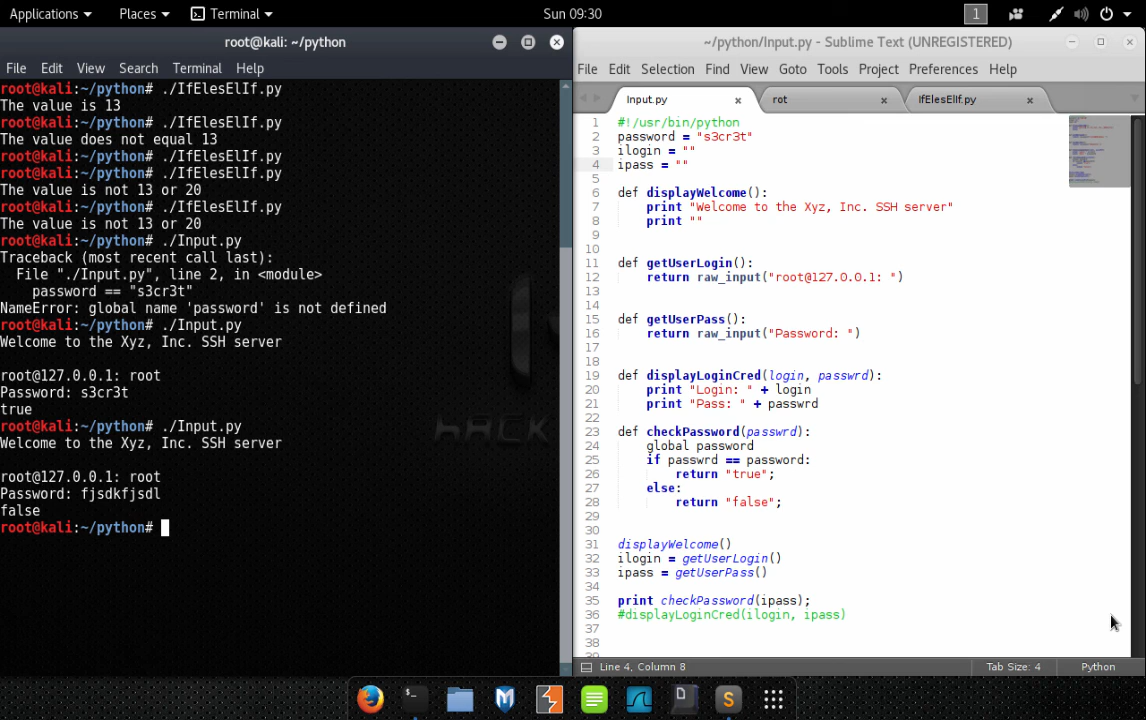 Applications Places Terminal Sun 09:30 1
root@kali: ~/python
File Edit View Search Terminal Help
root@kali:~/python# ./IfElesElIf.py
The value is 13
root@kali:~/python# ./IfElesElIf.py
The value does not equal 13
root@kali:~/python# ./IfElesElIf.py
root@kali:~/python# ./IfElesElIf.py
The value is not 13 or 20
root@kali:~/python# ./IfElesElIf.py
The value is not 13 or 20
root@kali:~/python# ./Input.py
Traceback (most recent call last):
  File "./Input.py", line 2, in <module>
    password == "s3cr3t"
NameError: global name 'password' is not defined
root@kali:~/python# ./Input.py
Welcome to the Xyz, Inc. SSH server
root@127.0.0.1: root
Password: s3cr3t
true
root@kali:~/python# ./Input.py
Welcome to the Xyz, Inc. SSH server
root@127.0.0.1: root
Password: fjsdkfjsdl
false
root@kali:~/python#
HACK
~/python/Input.py - Sublime Text (UNREGISTERED)
File Edit Selection Find View Goto Tools Project Preferences Help
Input.py rot IfElesElIf.py
1 #!/usr/bin/python
2 password = "s3cr3t"
3 ilogin = ""
4 ipass = ""
5
6 def displayWelcome():
7     print "Welcome to the Xyz, Inc. SSH server"
8     print ""
9
10
11 def getUserLogin():
12     return raw_input("root@127.0.0.1: ")
13
14
15 def getUserPass():
16     return raw_input("Password: ")
17
18
19 def displayLoginCred(login, passwrd):
20     print "Login: " + login
21     print "Pass: " + passwrd
22
23 def checkPassword(passwrd):
24     global password
25     if passwrd == password:
26         return "true";
27     else:
28         return "false";
29
30
31 displayWelcome()
32 ilogin = getUserLogin()
33 ipass = getUserPass()
34
35 print checkPassword(ipass);
36 #displayLoginCred(ilogin, ipass)
37
38
39
Line 4, Column 8 Tab Size: 4 Python